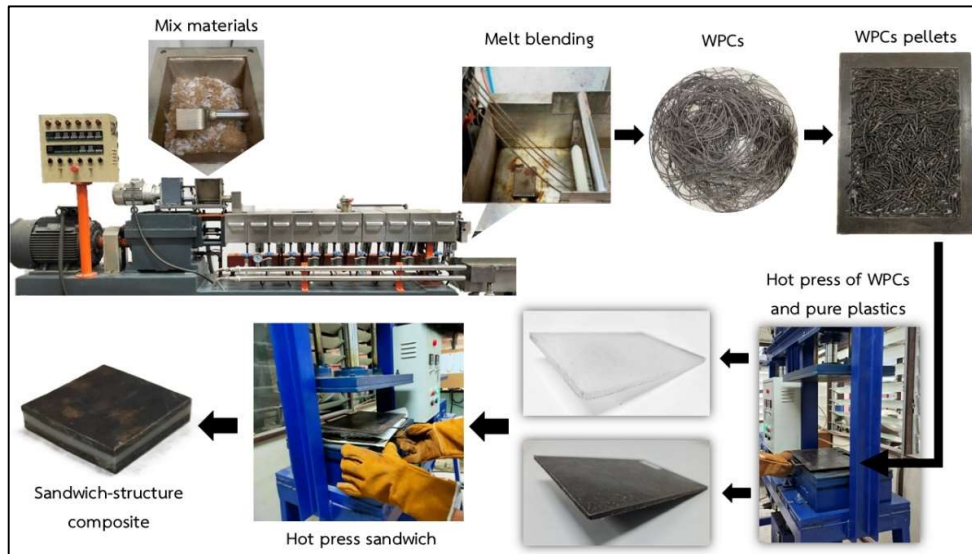 Mix materials
Melt blending
WPCs
WPCs pellets
Hot press of WPCs
and pure plastics
Hot press sandwich
Sandwich-structure
composite